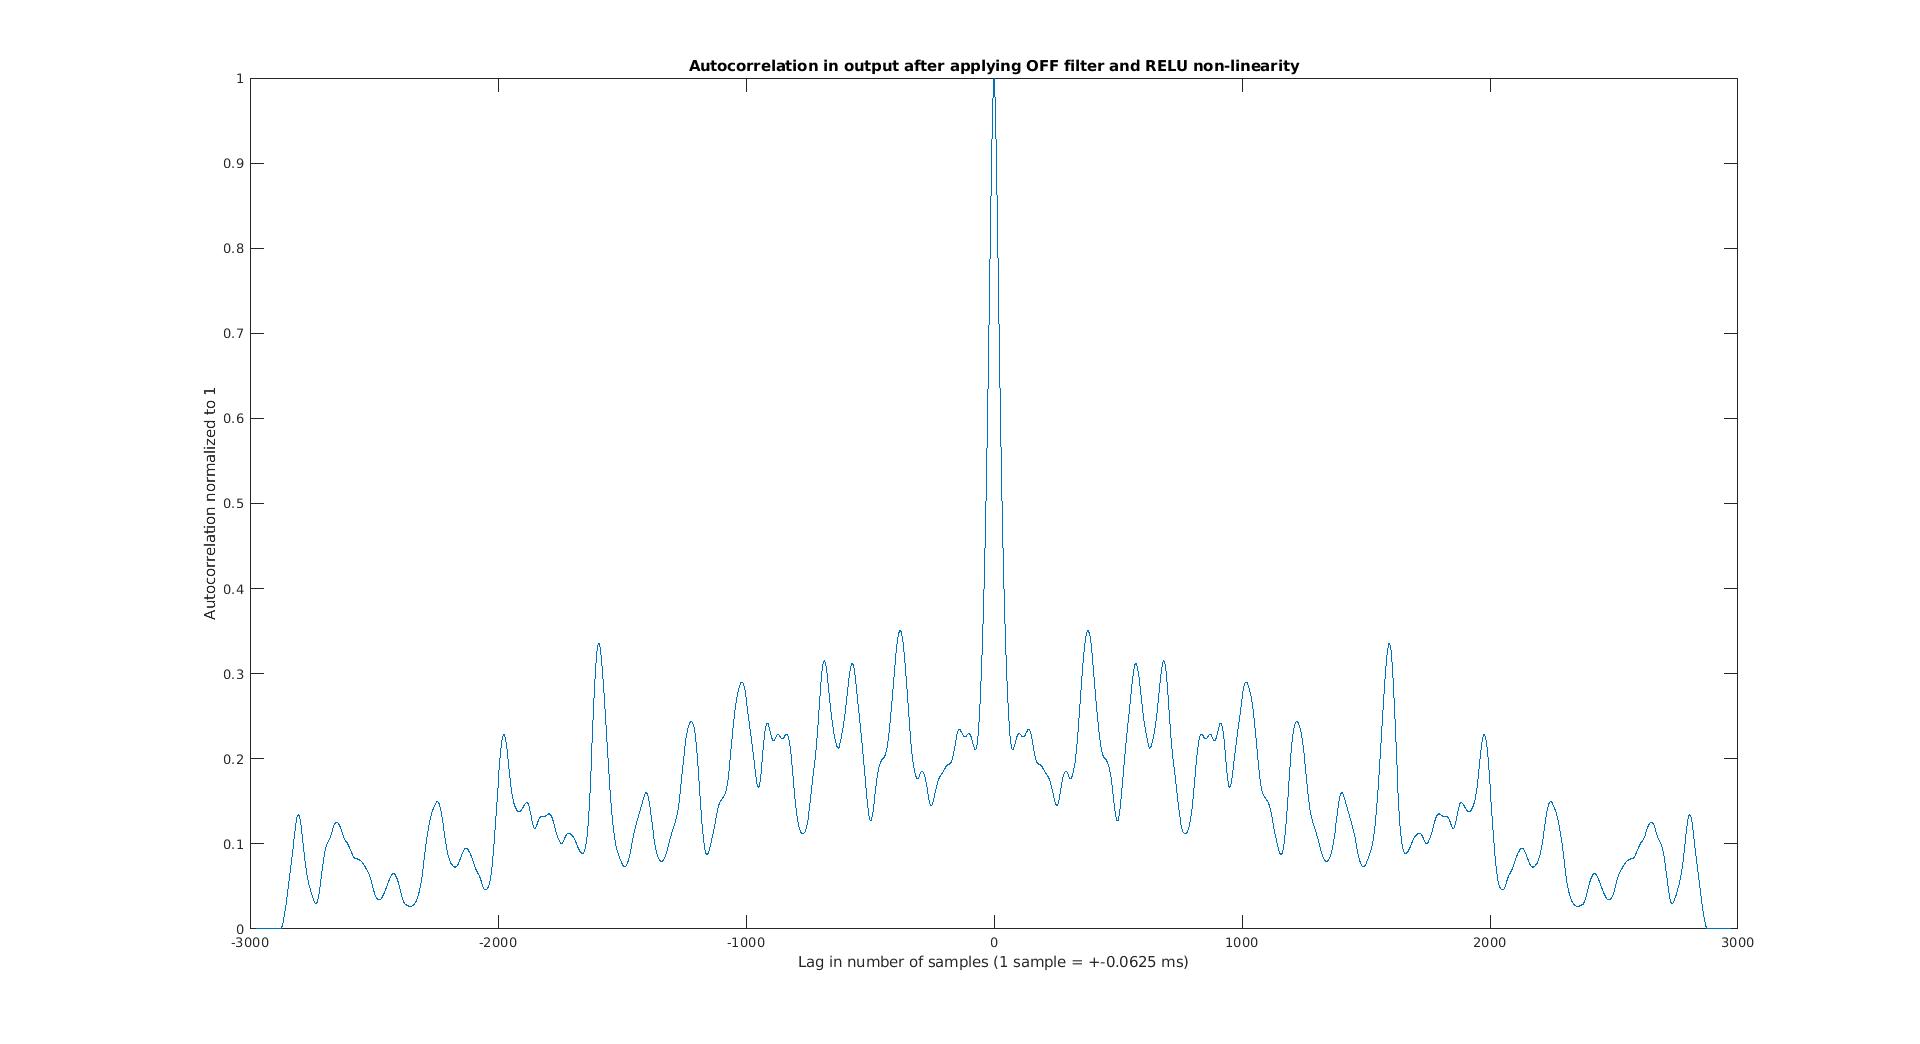 Autocorrelation in output after applying OFF filter and RELU non-linearity
1
0.9
0.8
0.7
0.6
0.5
0.4
0.3
0.2
0.1
0
Autocorrelation normalized to 1
-3000 -2000 -1000 0 1000 2000 3000
Lag in number of samples (1 sample = +-0.0625 ms)